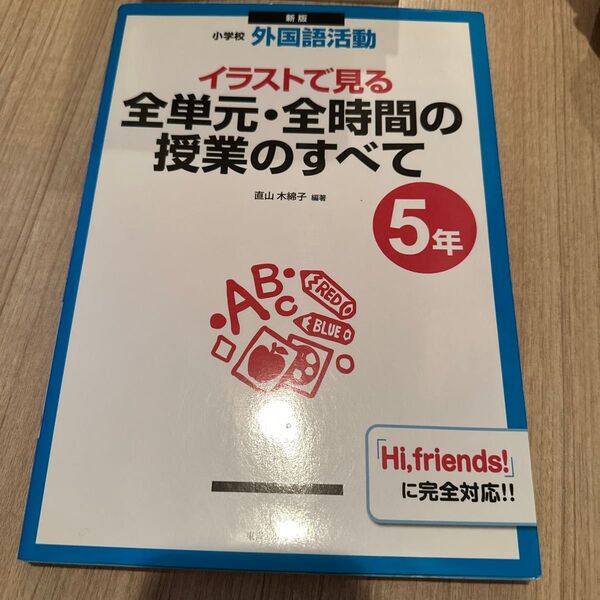 新版
小学校 外国語活動
イラストで見る
全単元・全時間の
授業のすべて
直山 木綿子 編著
5年
ABC
RED
BLUE
「Hi,friends!」
に完全対応!!